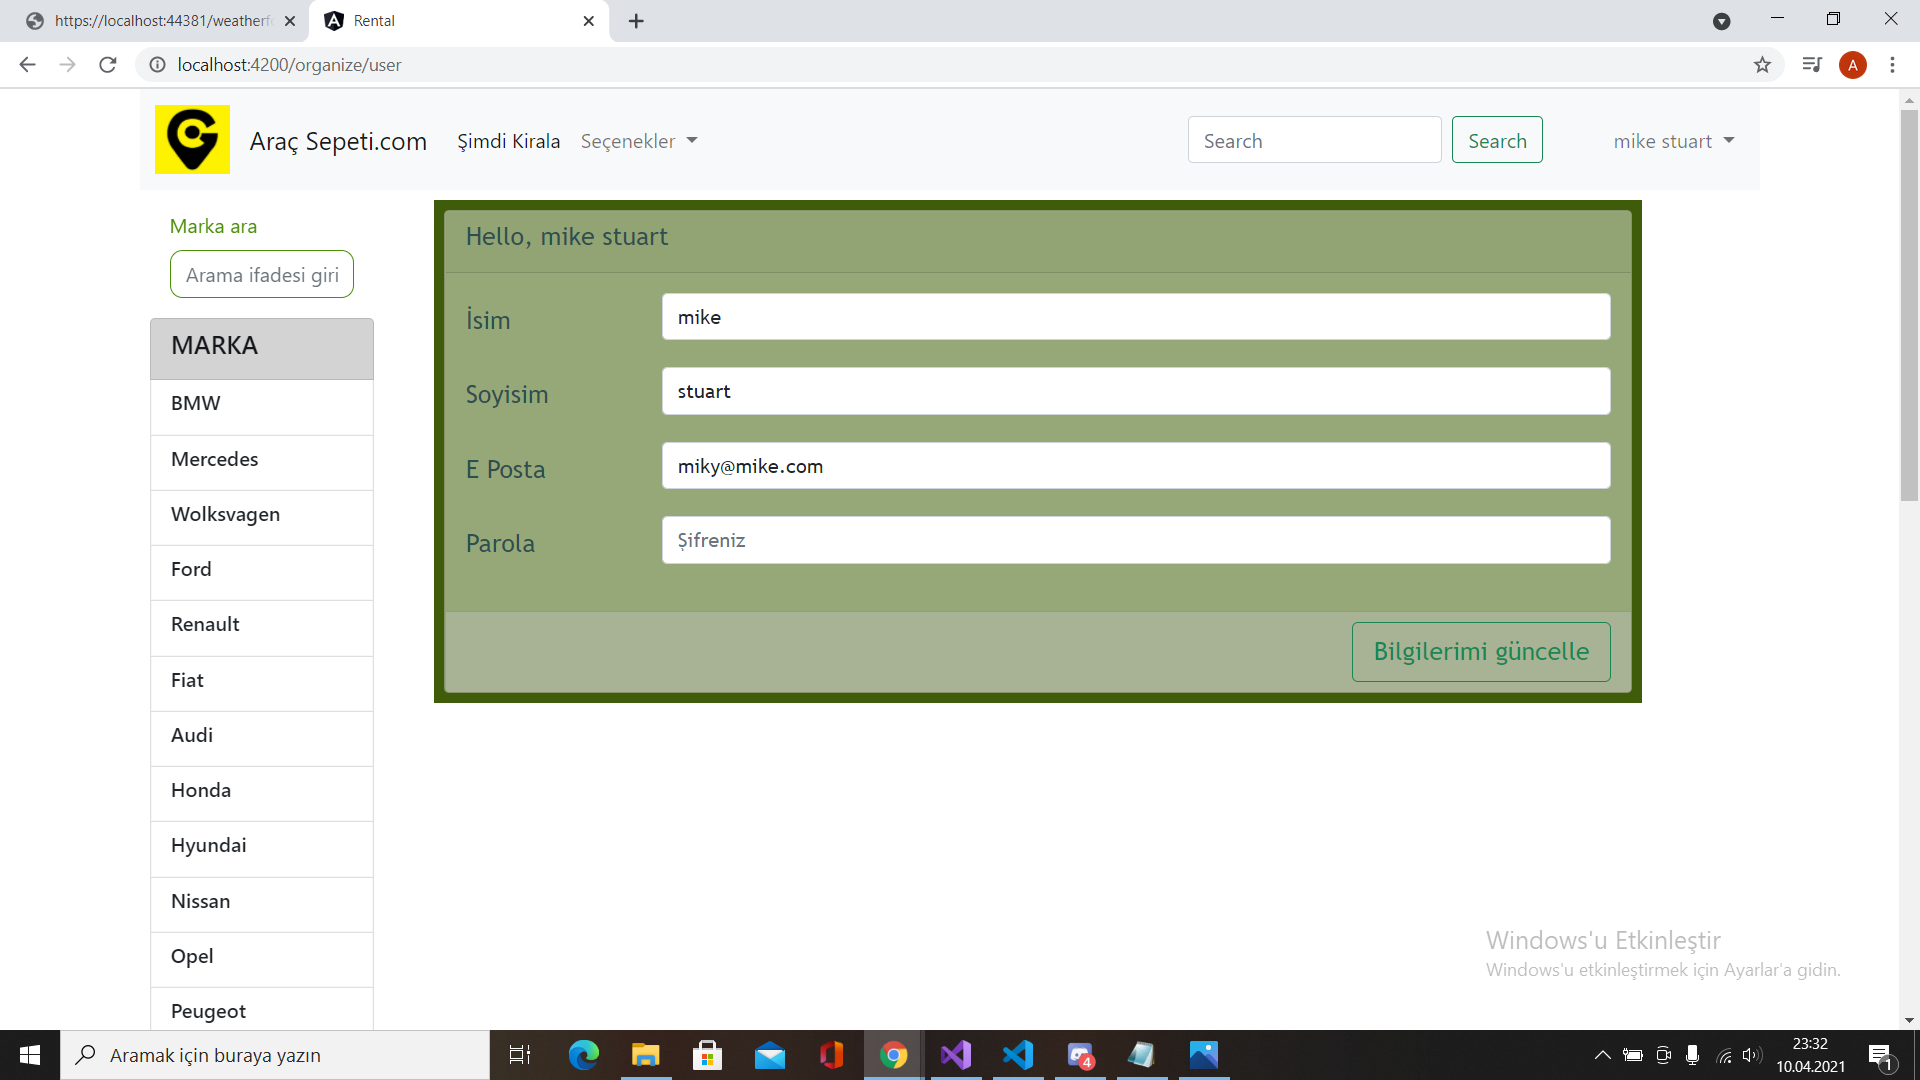 https://localhost:44381/weatherf
Rental
localhost:4200/organize/user
A
Araç Sepeti.com
Şimdi Kirala
Seçenekler
Search
Search
mike stuart
Marka ara
Arama ifadesi giri
MARKA
BMW
Mercedes
Wolksvagen
Ford
Renault
Fiat
Audi
Honda
Hyundai
Nissan
Opel
Peugeot
Hello, mike stuart
İsim
mike
Soyisim
stuart
E Posta
miky@mike.com
Parola
Şifreniz
Bilgilerimi güncelle
Windows'u Etkinleştir
Windows'u etkinleştirmek için Ayarlar'a gidin.
Aramak için buraya yazın
4
23:32
10.04.2021
1